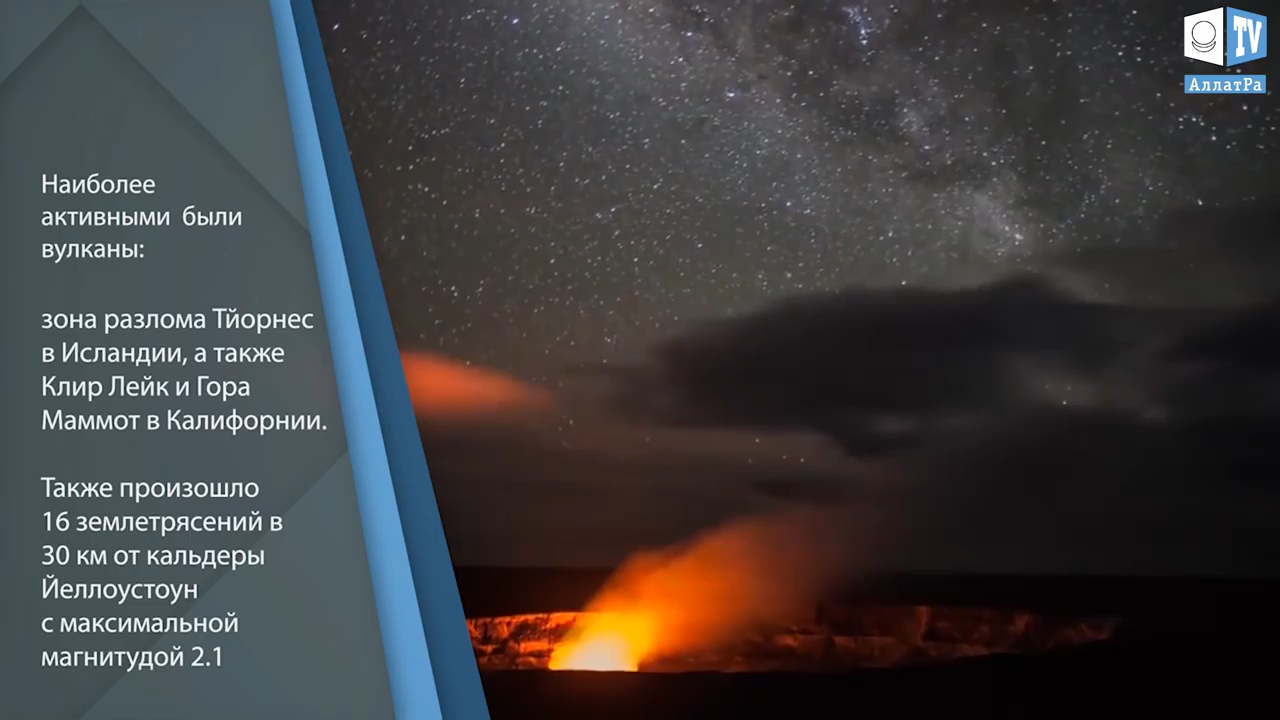 TV
АллатРа
Наиболее
активными были
вулканы:
зона разлома Тйорнес
в Исландии, а также
Клир Лейк и Гора
Маммот в Калифорнии.
Также произошло
16 землетрясений в
30 км от кальдеры
Йеллоустоун
с максимальной
магнитудой 2.1